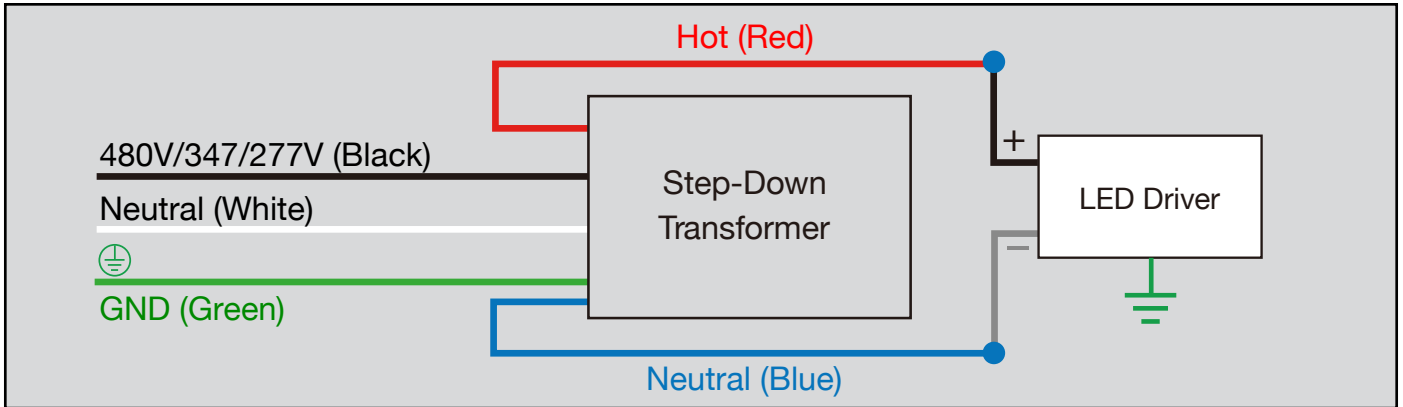 Hot (Red)
480V/347/277V (Black)
Neutral (White)
GND (Green)
Step-Down
Transformer
+
LED Driver
−
Neutral (Blue)